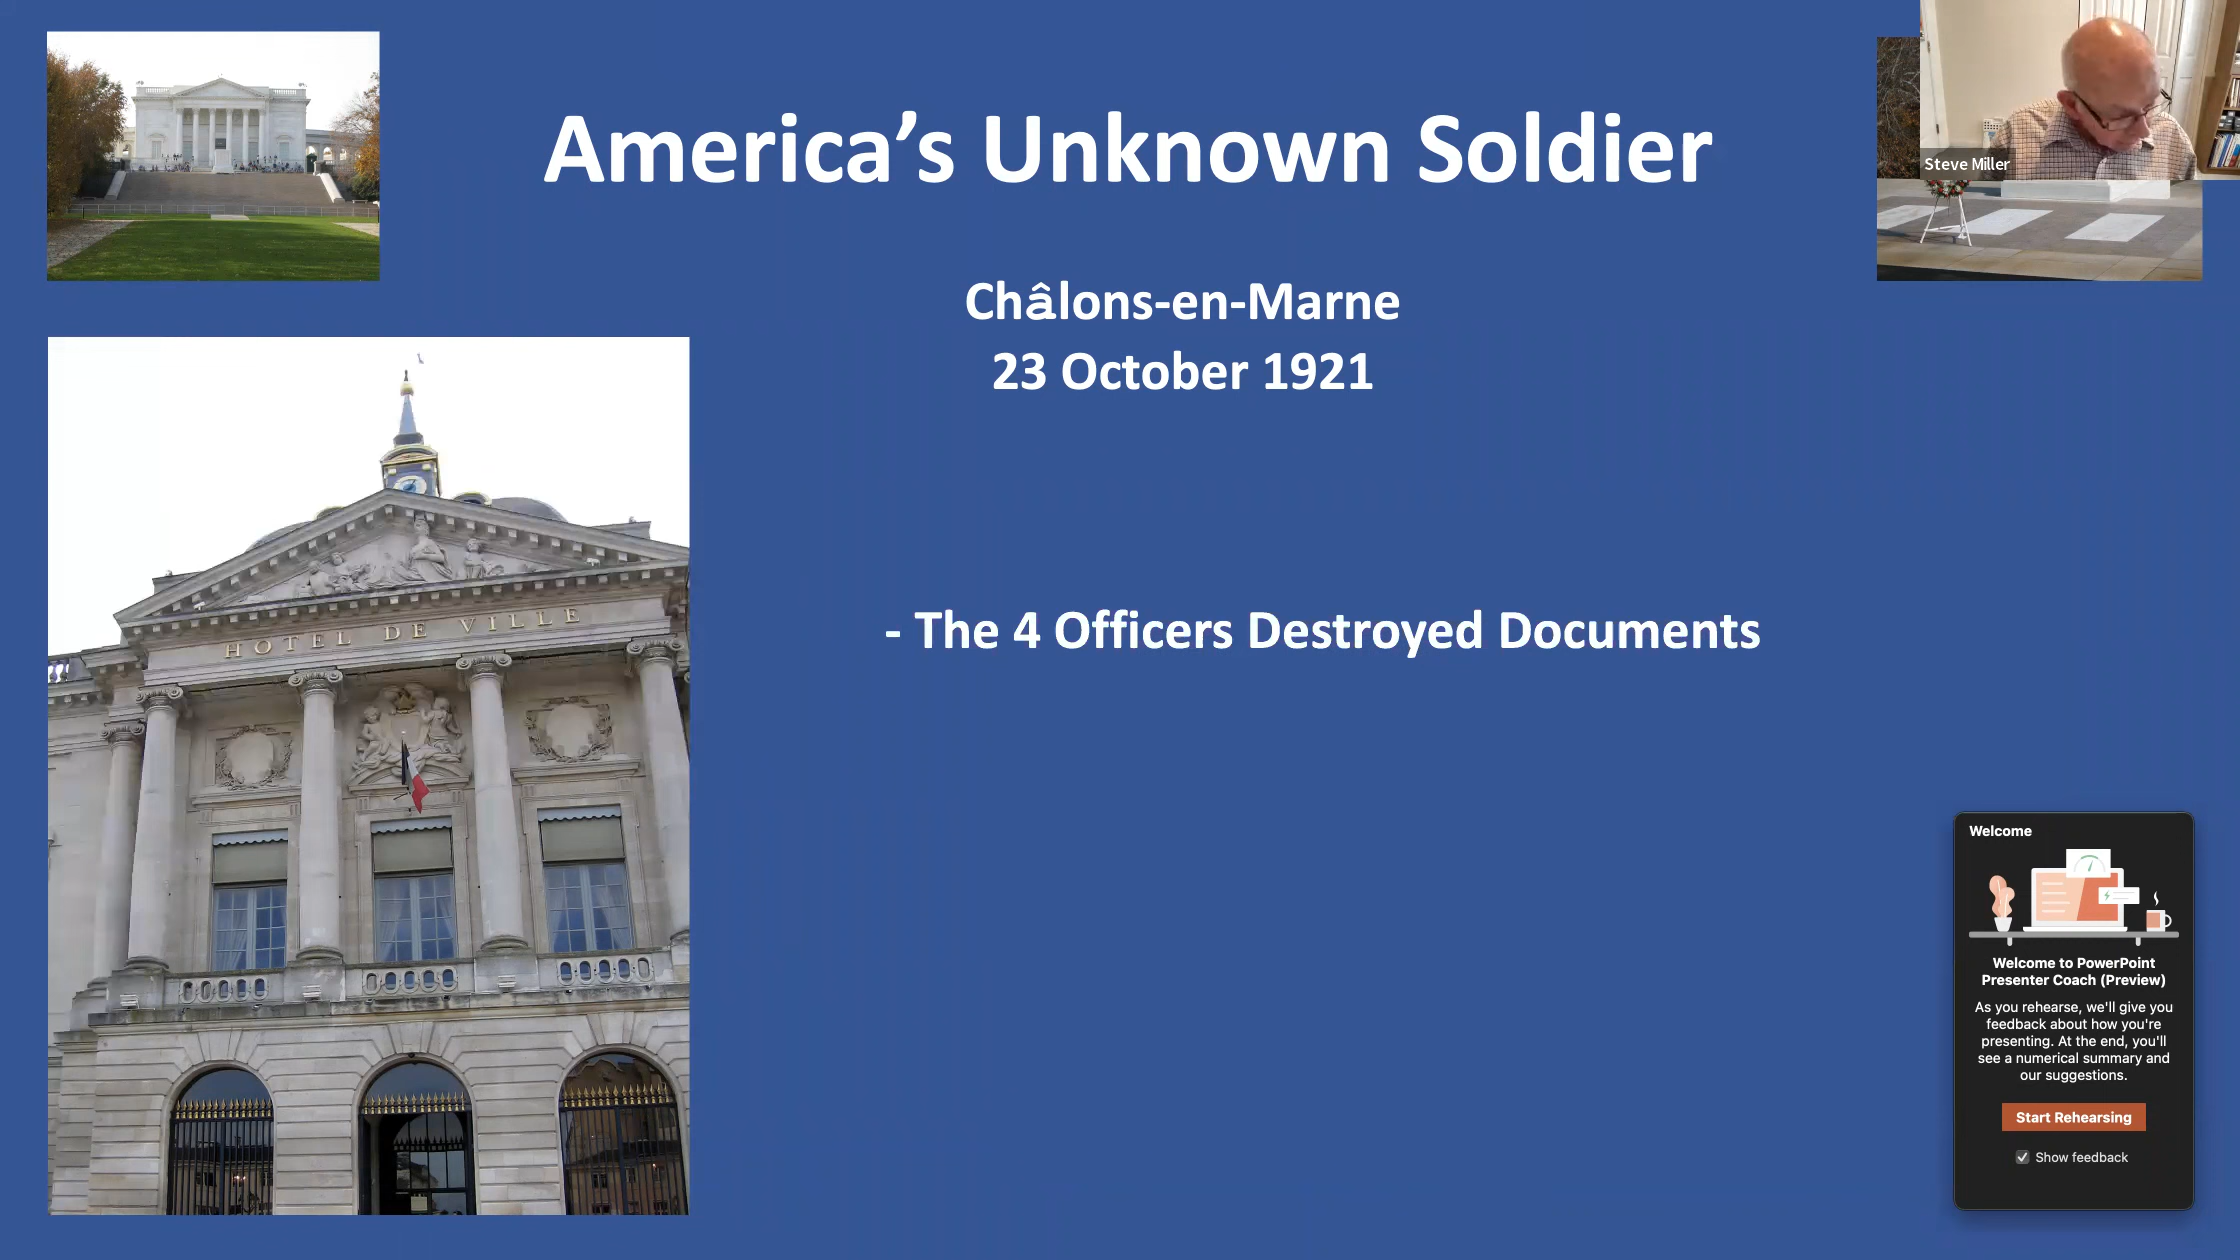 America’s Unknown Soldier
Steve Miller
Châlons-en-Marne
23 October 1921
HOTEL DE VILLE
- The 4 Officers Destroyed Documents
Welcome
Welcome to PowerPoint
Presenter Coach (Preview)
As you rehearse, we'll give you
feedback about how you're
presenting. At the end, you'll
see a numerical summary and
our suggestions.
Start Rehearsing
Show feedback